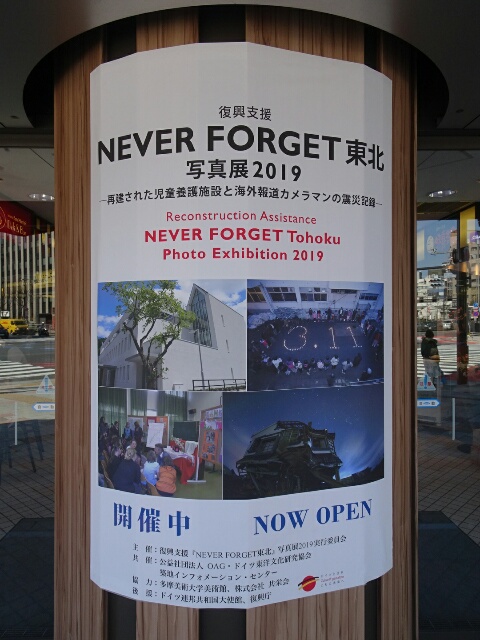 復興支援
NEVER FORGET 東北
写真展2019
―再建された児童養護施設と海外報道カメラマンの震災記録―
Reconstruction Assistance
NEVER FORGET Tohoku
Photo Exhibition 2019
3.11
開催中
NOW OPEN
主 催：復興支援『NEVER FORGET東北』写真展2019実行委員会
共 催：公益社団法人 OAG・ドイツ東洋文化研究協会
築地インフォメーション・センター
協 力：多摩美術大学美術館、株式会社 共栄会
後 援：ドイツ連邦共和国大使館、復興庁